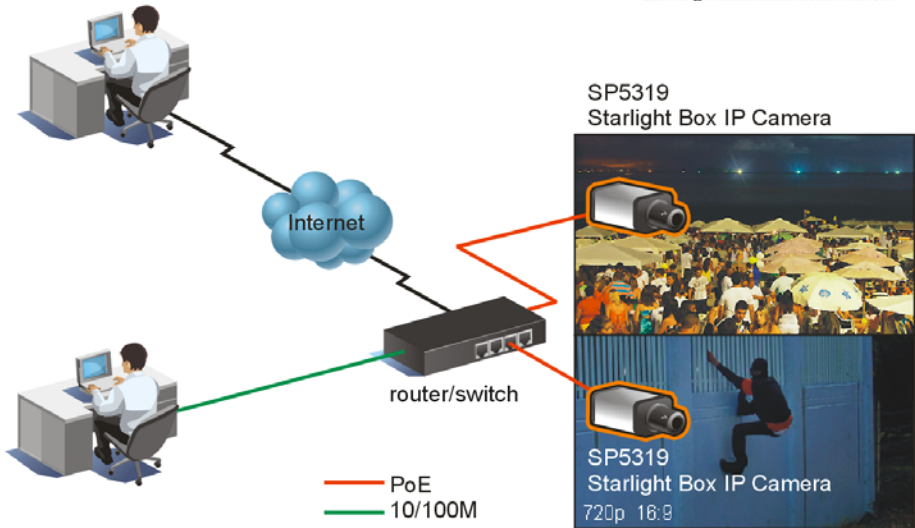 SP5319
Starlight Box IP Camera
Internet
router/switch
SP5319
Starlight Box IP Camera
720p 16:9
PoE
10/100M